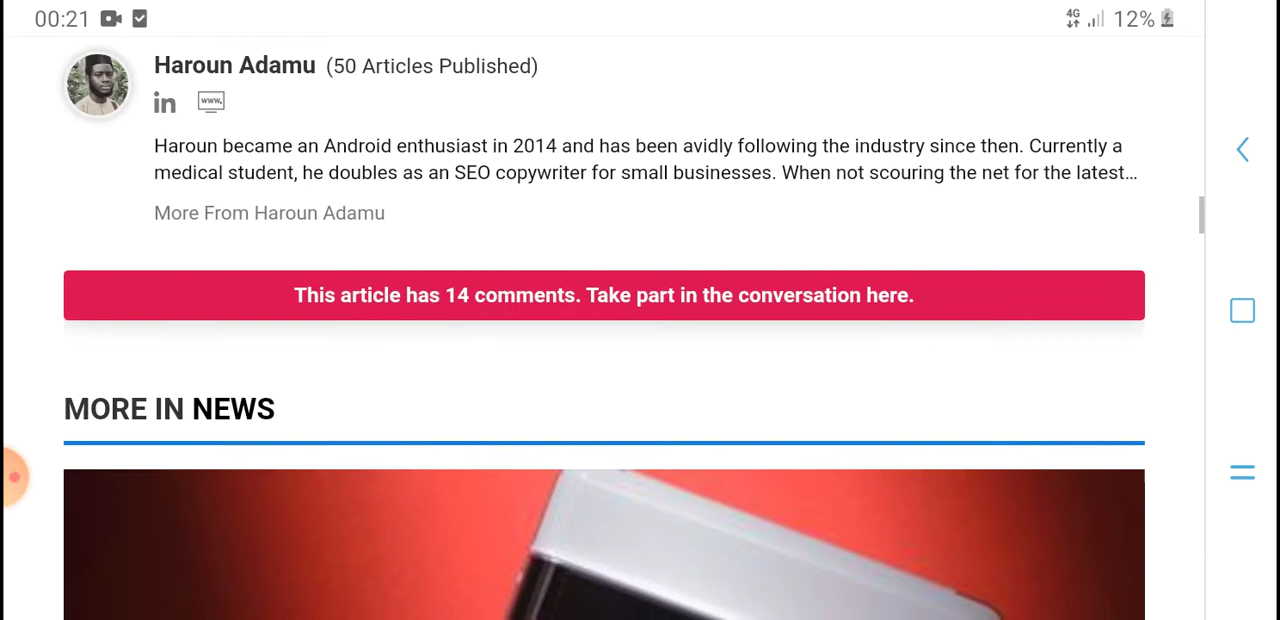 00:21
4G 12%
Haroun Adamu (50 Articles Published)
in www.
Haroun became an Android enthusiast in 2014 and has been avidly following the industry since then. Currently a
medical student, he doubles as an SEO copywriter for small businesses. When not scouring the net for the latest...
More From Haroun Adamu
This article has 14 comments. Take part in the conversation here.
MORE IN NEWS